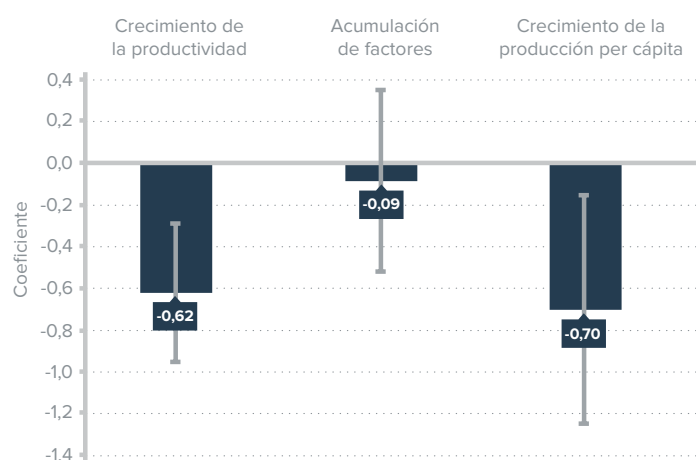 Crecimiento de
la productividad
Acumulación
de factores
Crecimiento de la
producción per cápita
Coeficiente
0,4
0,2
0,0
-0,2
-0,4
-0,6
-0,8
-1,0
-1,2
-1,4
-0,62
-0,09
-0,70